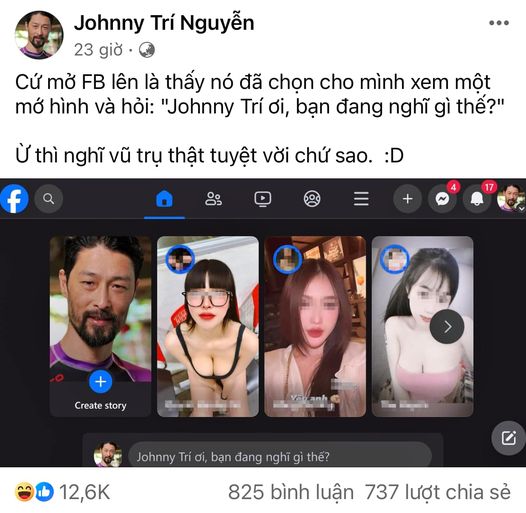 Johnny Trí Nguyễn
23 giờ
Cứ mở FB lên là thấy nó đã chọn cho mình xem một
mớ hình và hỏi: "Johnny Trí ơi, bạn đang nghĩ gì thế?"
Ừ thì nghĩ vũ trụ thật tuyệt vời chứ sao. :D
4
17
Create story
Yêu anh
Johnny Trí ơi, bạn đang nghĩ gì thế?
12,6K
825 bình luận 737 lượt chia sẻ